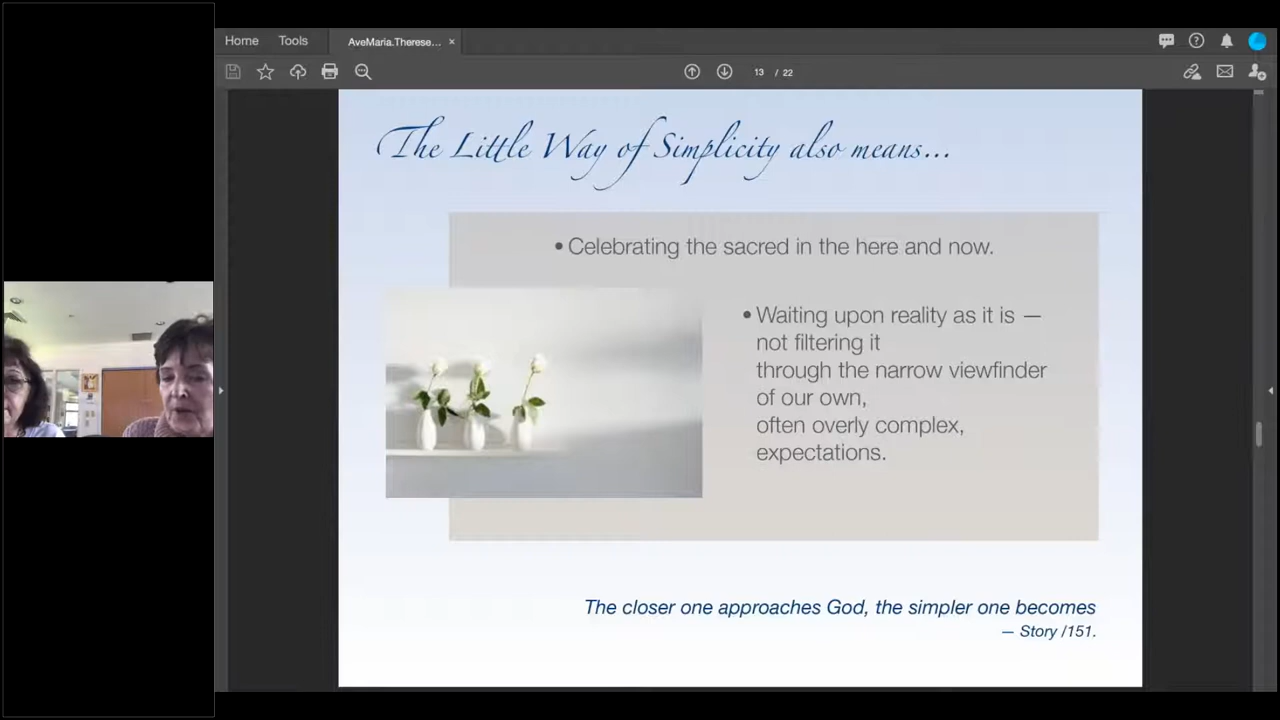 Home
Tools
AveMaria.Therese...
13 / 22
The Little Way of Simplicity also means...
• Celebrating the sacred in the here and now.
• Waiting upon reality as it is —
not filtering it
through the narrow viewfinder
of our own,
often overly complex,
expectations.
The closer one approaches God, the simpler one becomes
— Story /151.